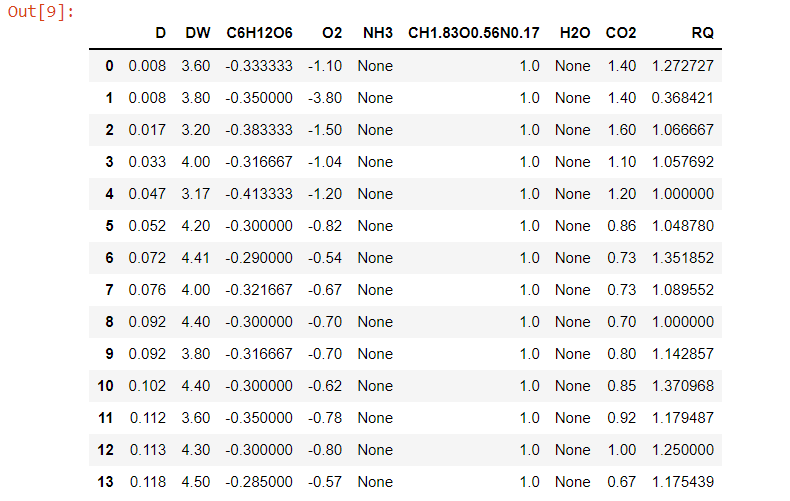 Out[9]:
D DW C6H12O6 O2 NH3 CH1.83O0.56N0.17 H2O CO2 RQ
0 0.008 3.60 -0.333333 -1.10 None 1.0 None 1.40 1.272727
1 0.008 3.80 -0.350000 -3.80 None 1.0 None 1.40 0.368421
2 0.017 3.20 -0.383333 -1.50 None 1.0 None 1.60 1.066667
3 0.033 4.00 -0.316667 -1.04 None 1.0 None 1.10 1.057692
4 0.047 3.17 -0.413333 -1.20 None 1.0 None 1.20 1.000000
5 0.052 4.20 -0.300000 -0.82 None 1.0 None 0.86 1.048780
6 0.072 4.41 -0.290000 -0.54 None 1.0 None 0.73 1.351852
7 0.076 4.00 -0.321667 -0.67 None 1.0 None 0.73 1.089552
8 0.092 4.40 -0.300000 -0.70 None 1.0 None 0.70 1.000000
9 0.092 3.80 -0.316667 -0.70 None 1.0 None 0.80 1.142857
10 0.102 4.40 -0.300000 -0.62 None 1.0 None 0.85 1.370968
11 0.112 3.60 -0.350000 -0.78 None 1.0 None 0.92 1.179487
12 0.113 4.30 -0.300000 -0.80 None 1.0 None 1.00 1.250000
13 0.118 4.50 -0.285000 -0.57 None 1.0 None 0.67 1.175439